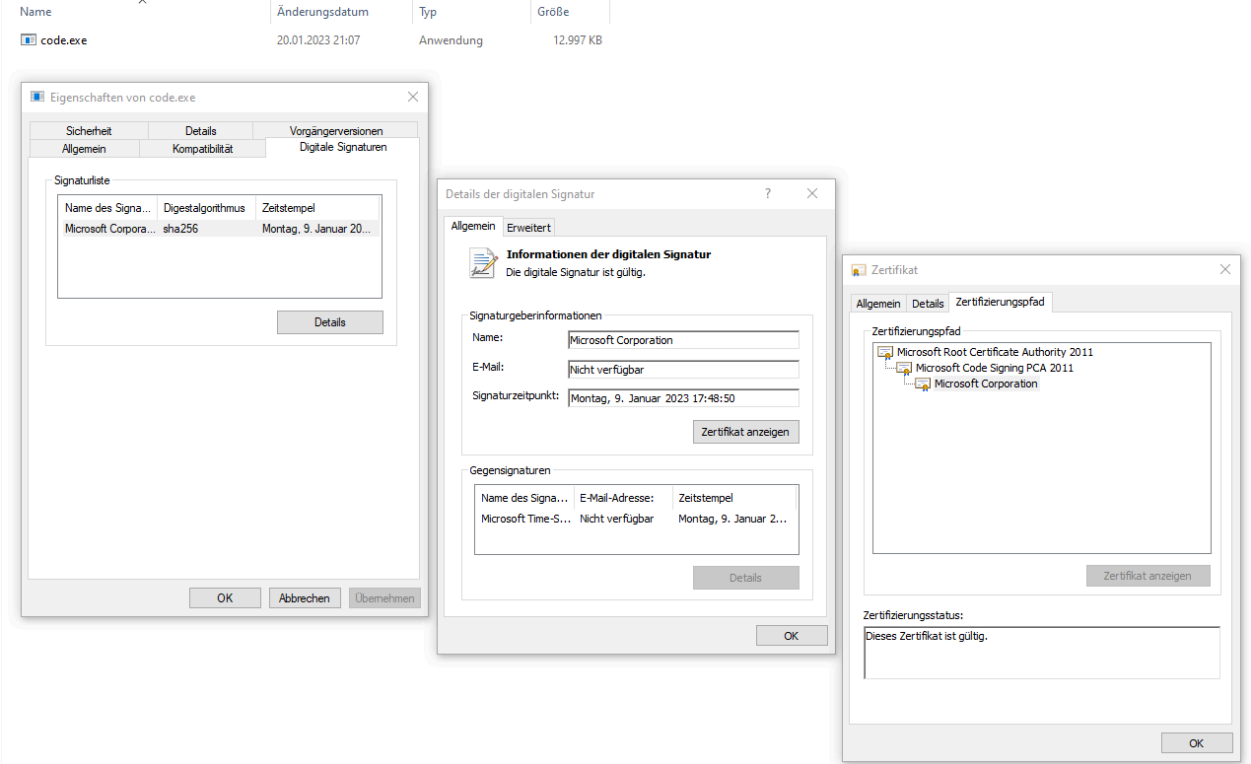 Name Änderungsdatum Typ Größe
code.exe 20.01.2023 21:07 Anwendung 12.997 KB
Eigenschaften von code.exe
Sicherheit Details Vorgängerversionen
Allgemein Kompatibilität Digitale Signaturen
Signaturliste
Name des Signa... Digestalgorithmus Zeitstempel
Microsoft Corpora... sha256 Montag, 9. Januar 20...
Details
OK Abbrechen Übernehmen
Details der digitalen Signatur ?
Allgemein Erweitert
Informationen der digitalen Signatur
Die digitale Signatur ist gültig.
Signaturgeberinformationen
Name: Microsoft Corporation
E-Mail: Nicht verfügbar
Signaturzeitpunkt: Montag, 9. Januar 2023 17:48:50
Zertifikat anzeigen
Gegensignaturen
Name des Signa... E-Mail-Adresse: Zeitstempel
Microsoft Time-S... Nicht verfügbar Montag, 9. Januar 2...
Details
OK
Zertifikat
Allgemein Details Zertifizierungspfad
Zertifizierungspfad
Microsoft Root Certificate Authority 2011
Microsoft Code Signing PCA 2011
Microsoft Corporation
Zertifikat anzeigen
Zertifizierungsstatus:
Dieses Zertifikat ist gültig.
OK